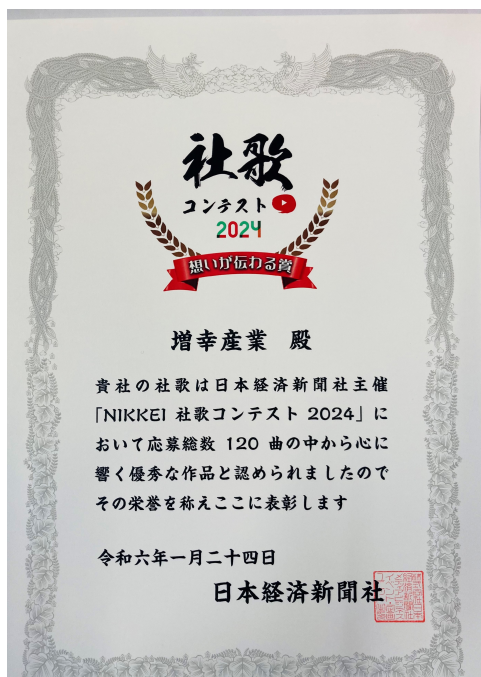 社歌
コンテスト
2024
想いが伝わる賞
増幸産業 殿
貴社の社歌は日本経済新聞社主催
「NIKKEI 社歌コンテスト 2024」に
おいて応募総数 120 曲の中から心に
響く優秀な作品と認められましたので
その栄誉を称えここに表彰します
令和六年一月二十四日
日本経済新聞社